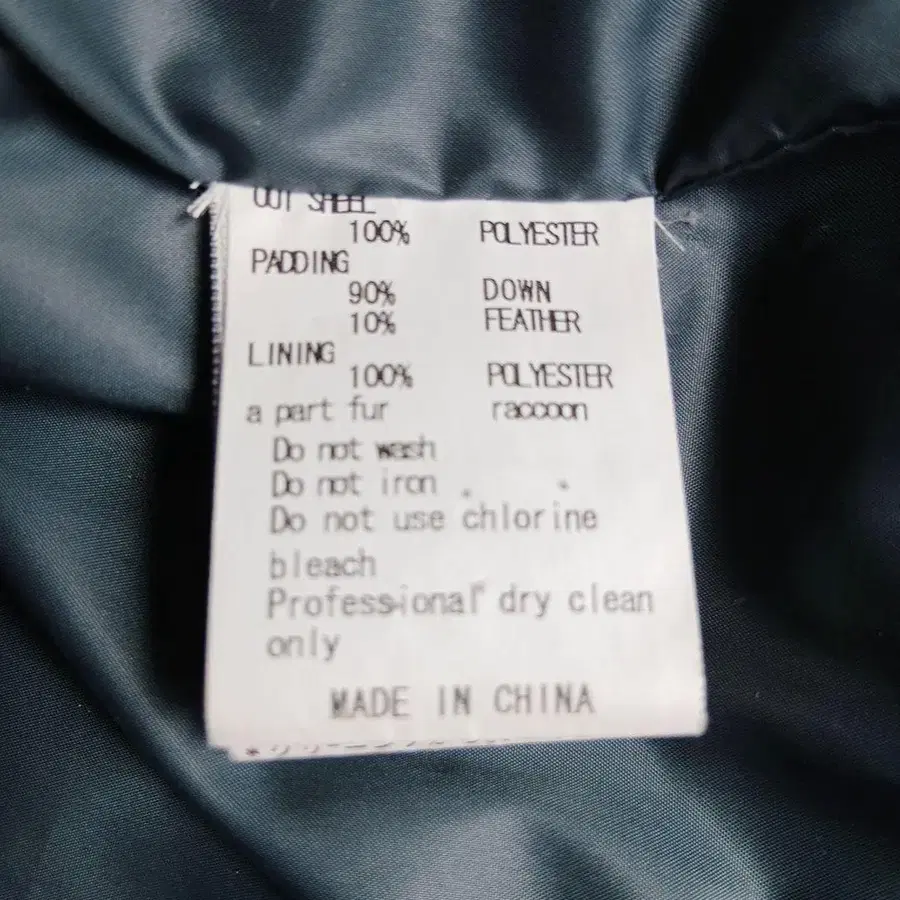 OUT SHEEL
100% POLYESTER
PADDING
90% DOWN
10% FEATHER
LINING
100% POLYESTER
a part fur raccoon
Do not wash
Do not iron
Do not use chlorine
bleach
Professional dry clean
only
MADE IN CHINA